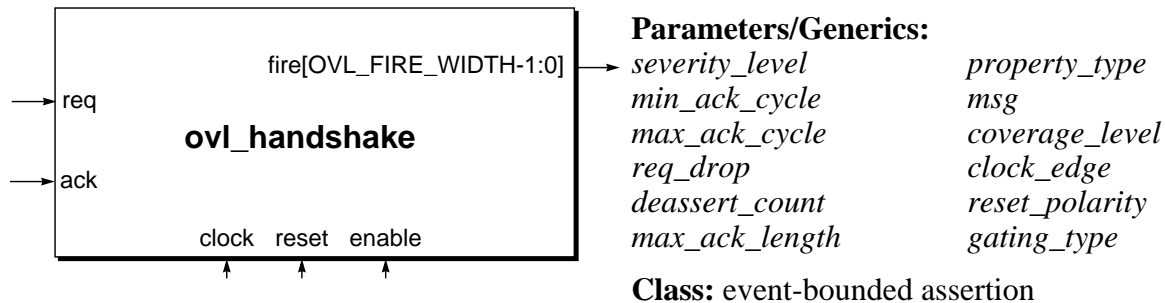 fire[OVL_FIRE_WIDTH-1:0]
req
ovl_handshake
ack
clock reset enable
Parameters/Generics:
severity_level property_type
min_ack_cycle msg
max_ack_cycle coverage_level
req_drop clock_edge
deassert_count reset_polarity
max_ack_length gating_type
Class: event-bounded assertion